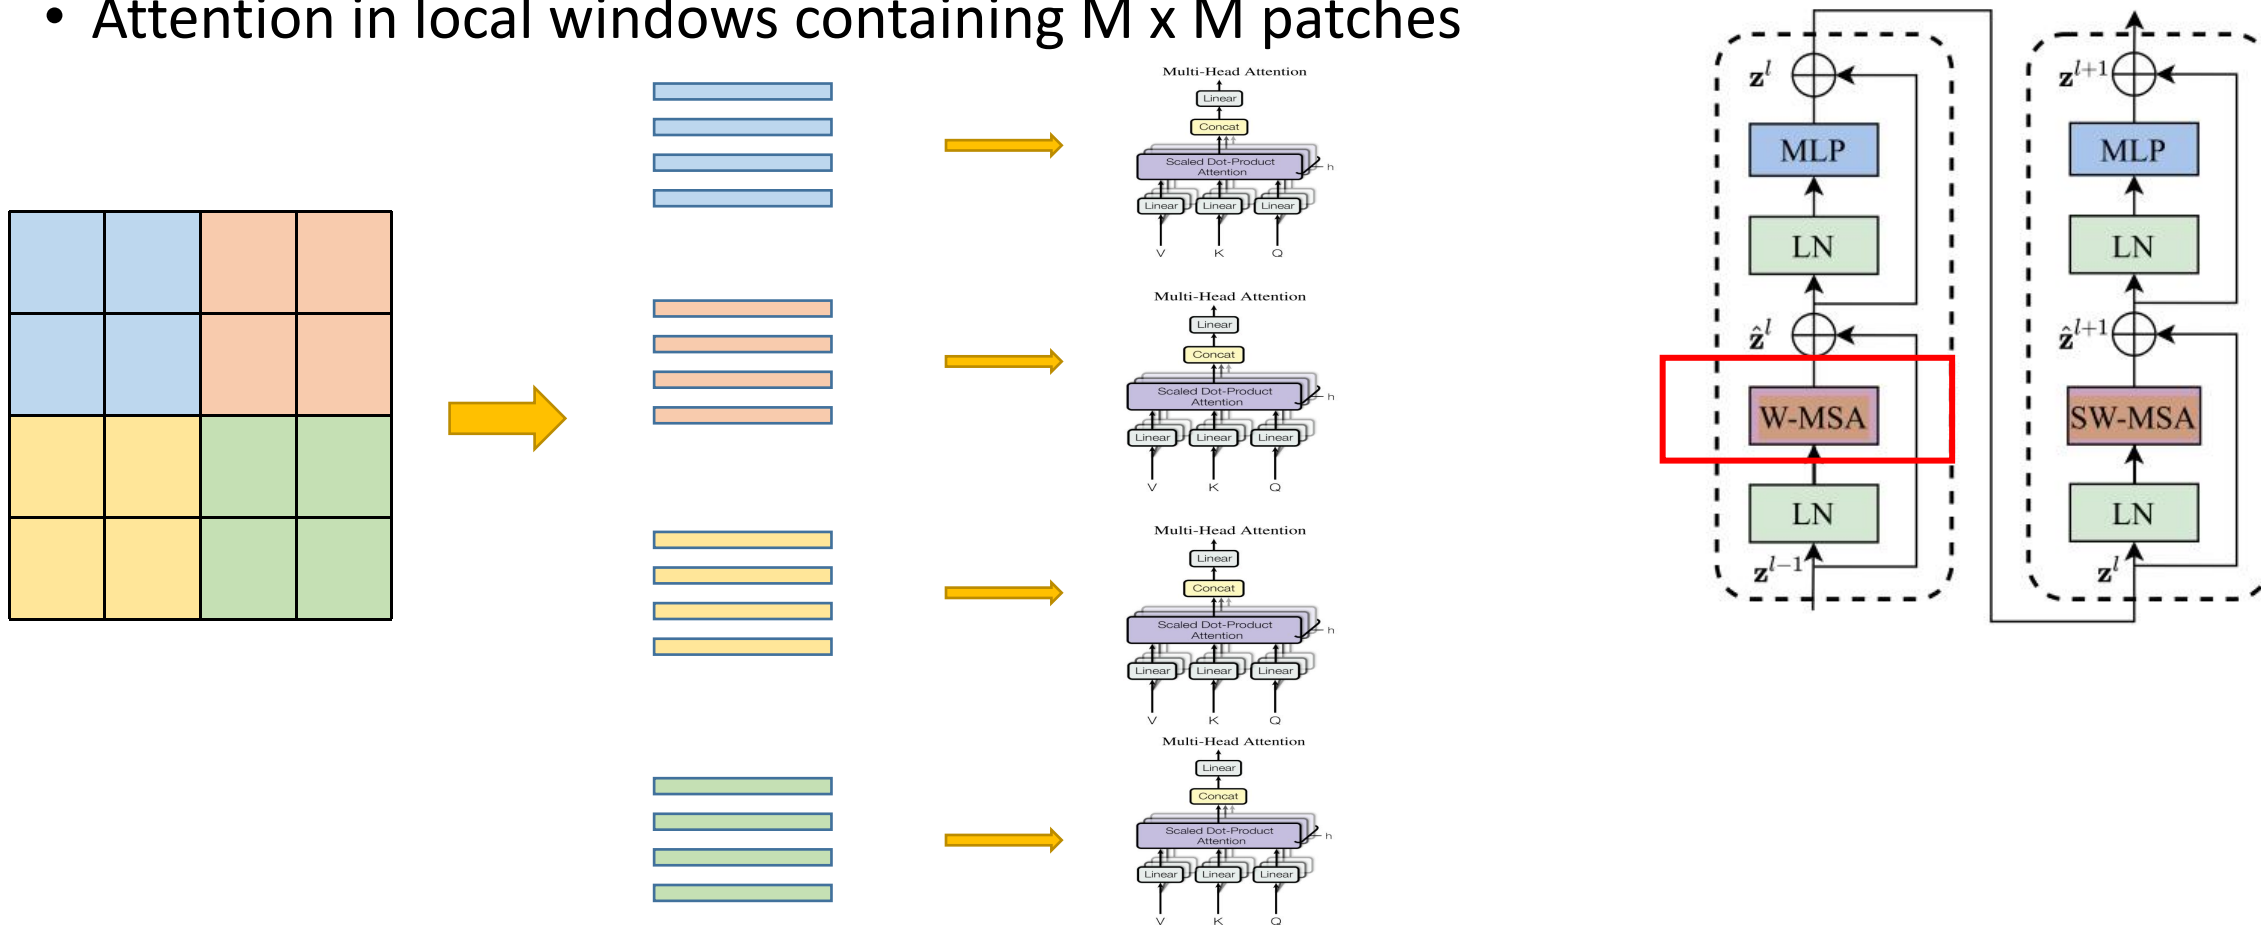 • Attention in local windows containing M x M patches
Multi-Head Attention
Linear
Concat
Scaled Dot-Product
Attention
h
Linear Linear Linear
V K Q
Multi-Head Attention
Linear
Concat
Scaled Dot-Product
Attention
h
Linear Linear Linear
V K Q
Multi-Head Attention
Linear
Concat
Scaled Dot-Product
Attention
h
Linear Linear Linear
V K Q
Multi-Head Attention
Linear
Concat
Scaled Dot-Product
Attention
h
Linear Linear Linear
V K Q
z^l
MLP
LN
ẑ^l
W-MSA
LN
z^{l-1}
z^{l+1}
MLP
LN
ẑ^{l+1}
SW-MSA
LN
z^l